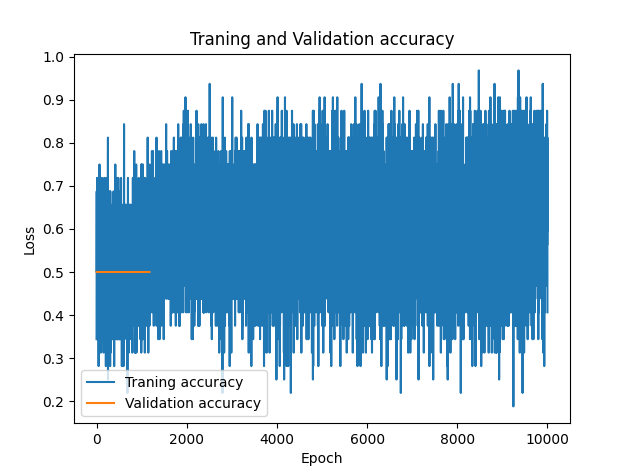 Traning and Validation accuracy
1.0
0.9
0.8
0.7
0.6
0.5
0.4
0.3
0.2
Loss
Traning accuracy
Validation accuracy
0 2000 4000 6000 8000 10000
Epoch